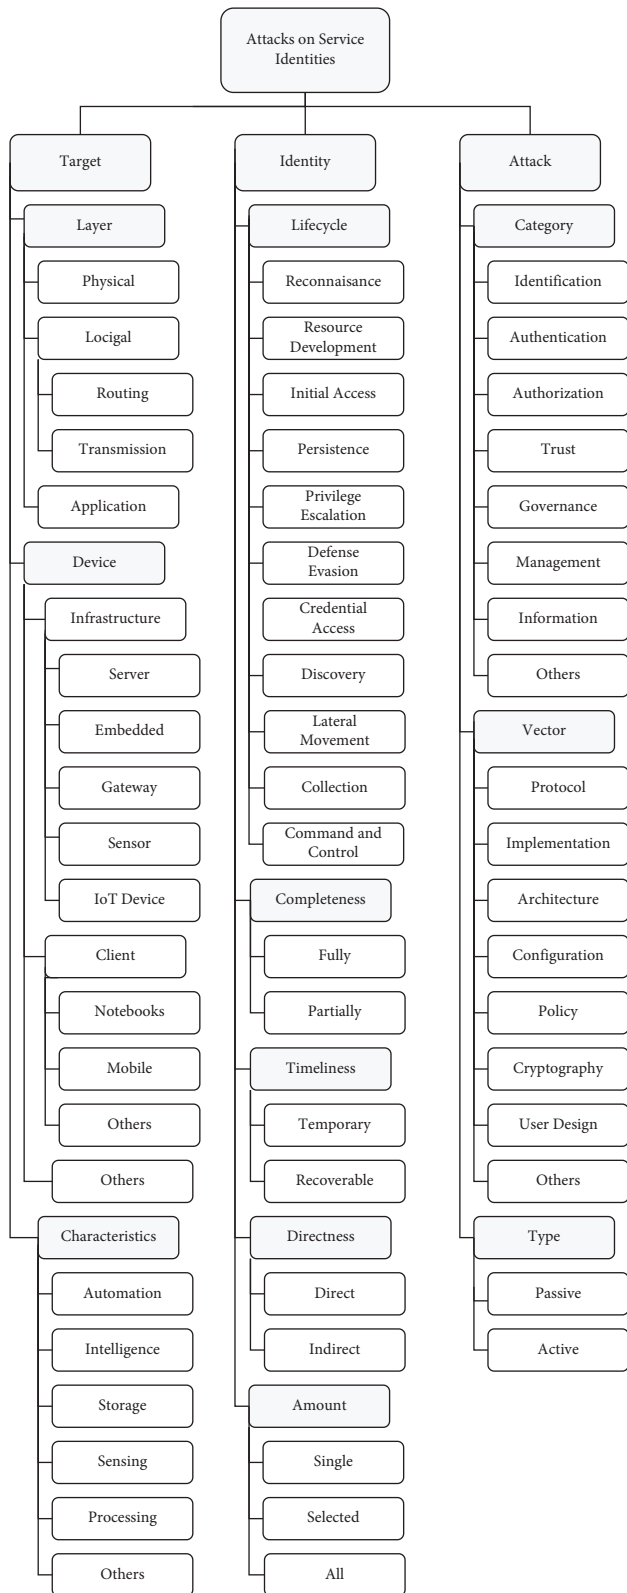 Attacks on Service
Identities
Target
Layer
Physical
Locigal
Routing
Transmission
Application
Device
Infrastructure
Server
Embedded
Gateway
Sensor
IoT Device
Client
Notebooks
Mobile
Others
Others
Characteristics
Automation
Intelligence
Storage
Sensing
Processing
Others
Identity
Lifecycle
Reconnaisance
Resource
Development
Initial Access
Persistence
Privilege
Escalation
Defense
Evasion
Credential
Access
Discovery
Lateral
Movement
Collection
Command and
Control
Completeness
Fully
Partially
Timeliness
Temporary
Recoverable
Directness
Direct
Indirect
Amount
Single
Selected
All
Attack
Category
Identification
Authentication
Authorization
Trust
Governance
Management
Information
Others
Vector
Protocol
Implementation
Architecture
Configuration
Policy
Cryptography
User Design
Others
Type
Passive
Active